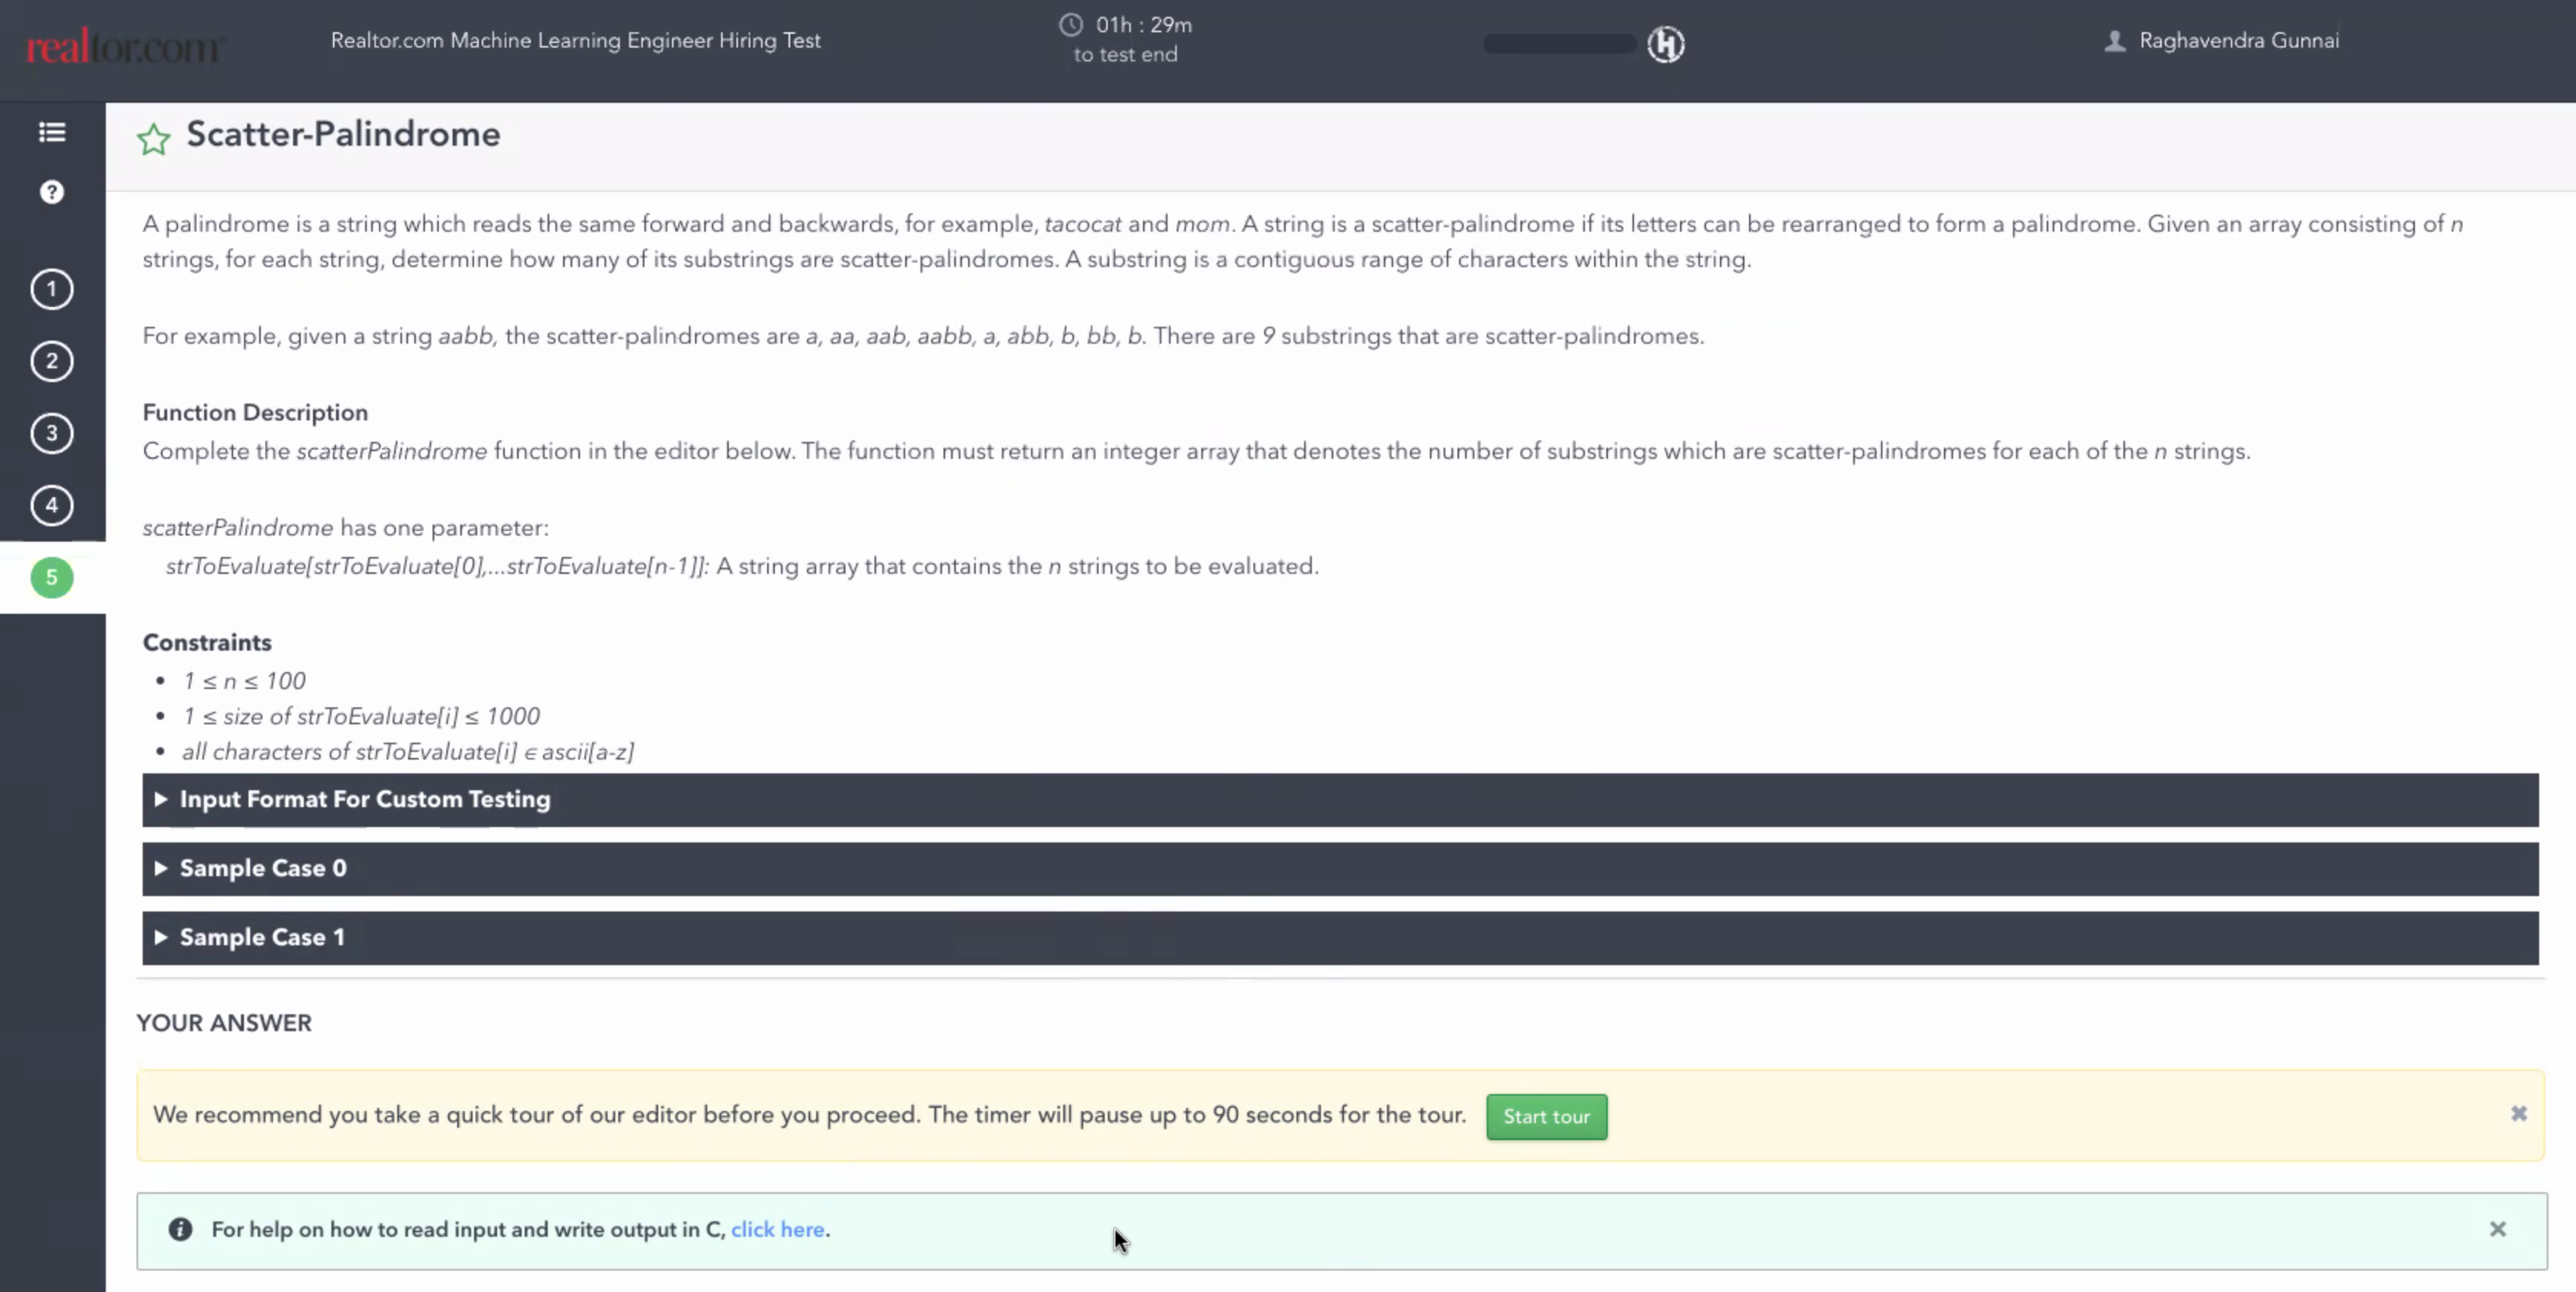 realtor.com
Realtor.com Machine Learning Engineer Hiring Test
01h : 29m
to test end
H
Raghavendra Gunnai
Scatter-Palindrome
?
1
2
3
4
5
A palindrome is a string which reads the same forward and backwards, for example, tacocat and mom. A string is a scatter-palindrome if its letters can be rearranged to form a palindrome. Given an array consisting of n
strings, for each string, determine how many of its substrings are scatter-palindromes. A substring is a contiguous range of characters within the string.
For example, given a string aabb, the scatter-palindromes are a, aa, aab, aabb, a, abb, b, bb, b. There are 9 substrings that are scatter-palindromes.
Function Description
Complete the scatterPalindrome function in the editor below. The function must return an integer array that denotes the number of substrings which are scatter-palindromes for each of the n strings.
scatterPalindrome has one parameter:
strToEvaluate[strToEvaluate[0],...strToEvaluate[n-1]]: A string array that contains the n strings to be evaluated.
Constraints
• 1 ≤ n ≤ 100
• 1 ≤ size of strToEvaluate[i] ≤ 1000
• all characters of strToEvaluate[i] ∈ ascii[a-z]
Input Format For Custom Testing
Sample Case 0
Sample Case 1
YOUR ANSWER
We recommend you take a quick tour of our editor before you proceed. The timer will pause up to 90 seconds for the tour.
Start tour
For help on how to read input and write output in C, click here.